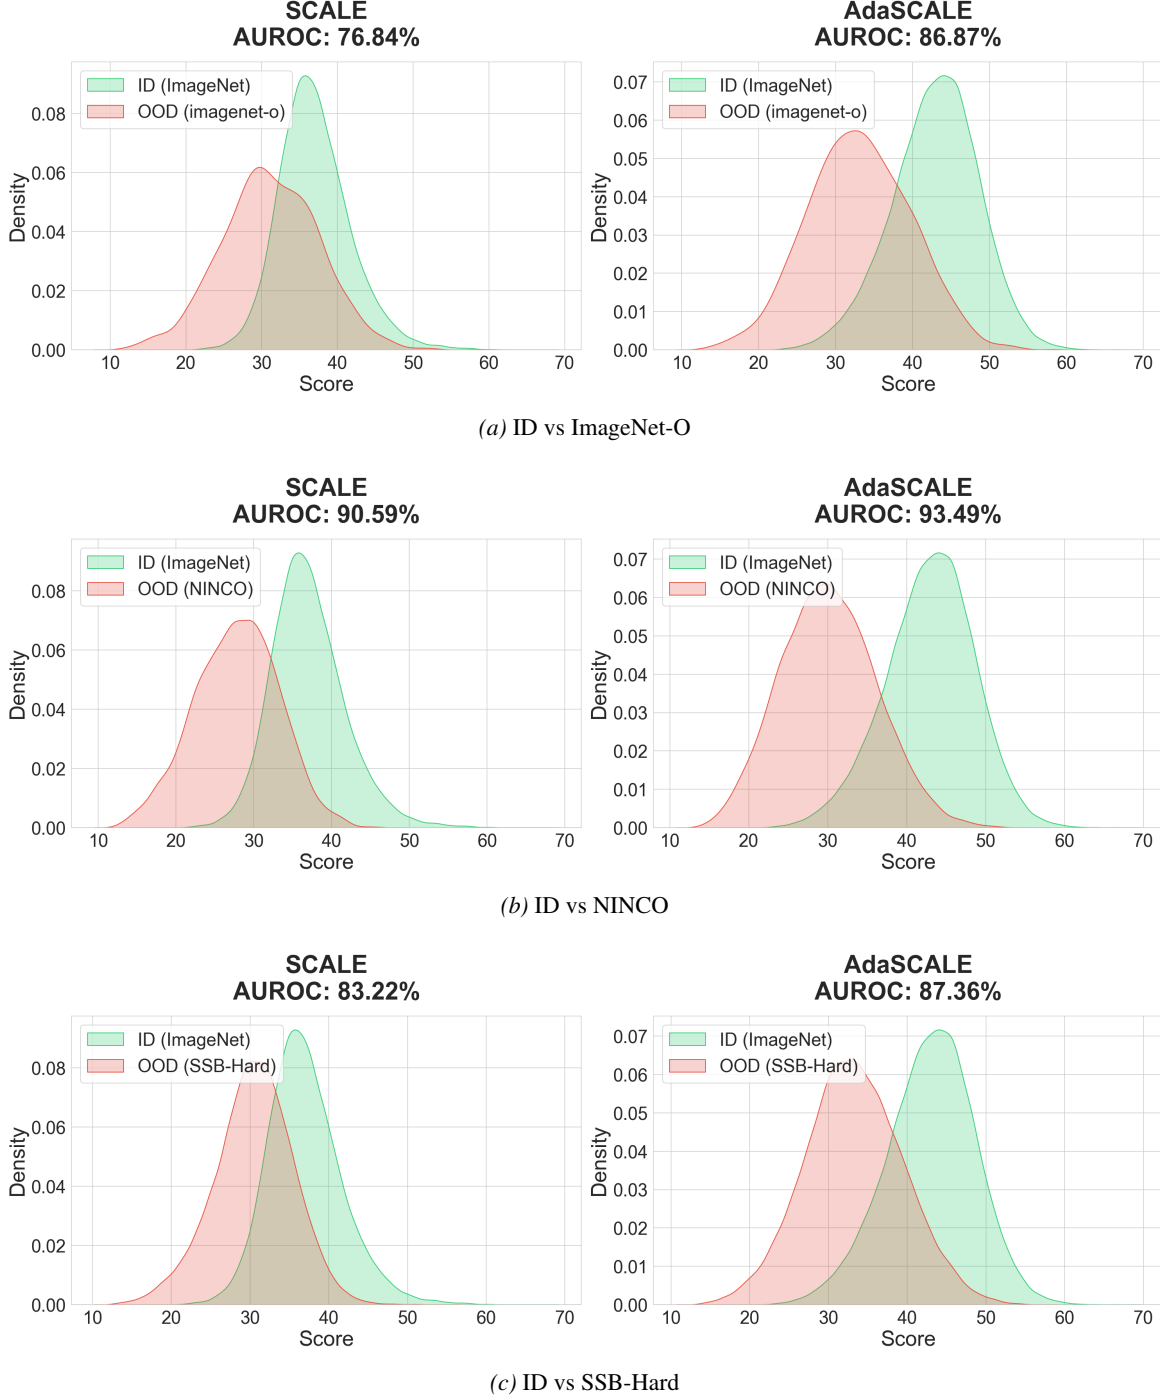 SCALE
AUROC: 76.84%
ID (ImageNet)
OOD (imagenet-o)
0.08
0.06
0.04
0.02
0.00
Density
10 20 30 40 50 60 70
Score
AdaSCALE
AUROC: 86.87%
ID (ImageNet)
OOD (imagenet-o)
0.07
0.06
0.05
0.04
0.03
0.02
0.01
0.00
Density
10 20 30 40 50 60 70
Score
(a) ID vs ImageNet-O
SCALE
AUROC: 90.59%
ID (ImageNet)
OOD (NINCO)
0.08
0.06
0.04
0.02
0.00
Density
10 20 30 40 50 60 70
Score
AdaSCALE
AUROC: 93.49%
ID (ImageNet)
OOD (NINCO)
0.07
0.06
0.05
0.04
0.03
0.02
0.01
0.00
Density
10 20 30 40 50 60 70
Score
(b) ID vs NINCO
SCALE
AUROC: 83.22%
ID (ImageNet)
OOD (SSB-Hard)
0.08
0.06
0.04
0.02
0.00
Density
10 20 30 40 50 60 70
Score
AdaSCALE
AUROC: 87.36%
ID (ImageNet)
OOD (SSB-Hard)
0.07
0.06
0.05
0.04
0.03
0.02
0.01
0.00
Density
10 20 30 40 50 60 70
Score
(c) ID vs SSB-Hard